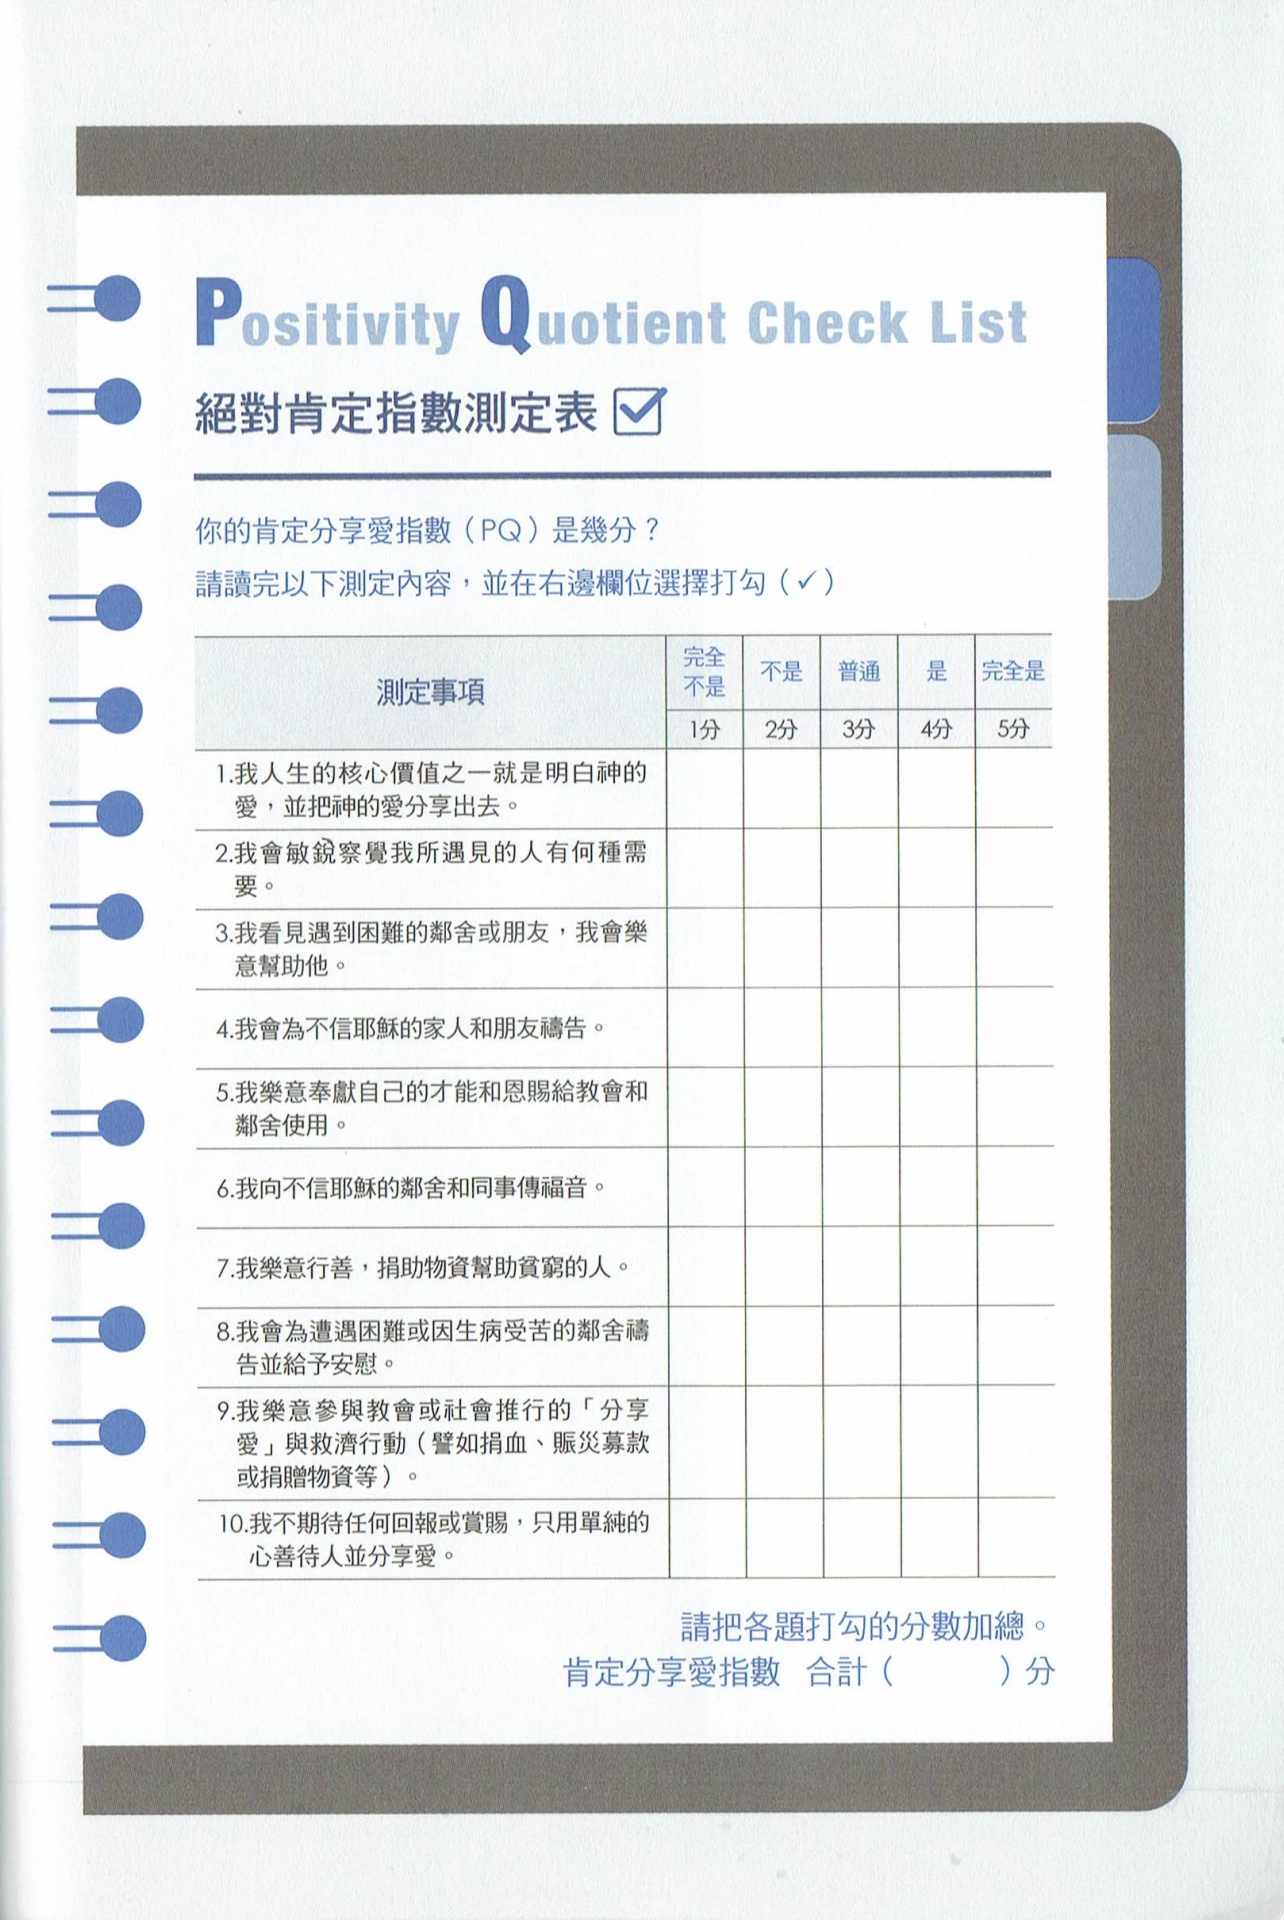 Positivity Quotient Check List
絕對肯定指數測定表
你的肯定分享愛指數（PQ）是幾分？
請讀完以下測定內容，並在右邊欄位選擇打勾（✓）
測定事項
完全
不是
不是
普通
是
完全是
1分
2分
3分
4分
5分
1.我人生的核心價值之一就是明白神的
愛，並把神的愛分享出去。
2.我會敏銳察覺我所遇見的人有何種需
要。
3.我看見遇到困難的鄰舍或朋友，我會樂
意幫助他。
4.我會為不信耶穌的家人和朋友禱告。
5.我樂意奉獻自己的才能和恩賜給教會和
鄰舍使用。
6.我向不信耶穌的鄰舍和同事傳福音。
7.我樂意行善，捐助物資幫助貧窮的人。
8.我會為遭遇困難或因生病受苦的鄰舍禱
告並給予安慰。
9.我樂意參與教會或社會推行的「分享
愛」與救濟行動（譬如捐血、賑災募款
或捐贈物資等）。
10.我不期待任何回報或賞賜，只用單純的
心善待人並分享愛。
請把各題打勾的分數加總。
肯定分享愛指數 合計（ ）分